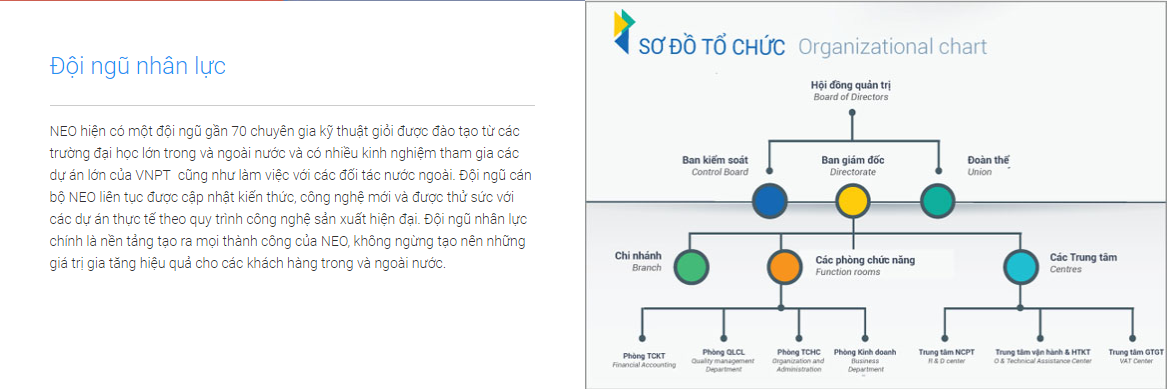 Đội ngũ nhân lực
NEO hiện có một đội ngũ gần 70 chuyên gia kỹ thuật giỏi được đào tạo từ các
trường đại học lớn trong và ngoài nước và có nhiều kinh nghiệm tham gia các
dự án lớn của VNPT cũng như làm việc với các đối tác nước ngoài. Đội ngũ cán
bộ NEO liên tục được cập nhật kiến thức, công nghệ mới và được thử sức với
các dự án thực tế theo quy trình công nghệ sản xuất hiện đại. Đội ngũ nhân lực
chính là nền tảng tạo ra mọi thành công của NEO, không ngừng tạo nên những
giá trị gia tăng hiệu quả cho các khách hàng trong và ngoài nước.
SƠ ĐỒ TỔ CHỨC Organizational chart
Hội đồng quản trị
Board of Directors
Ban kiểm soát
Control Board
Ban giám đốc
Directorate
Đoàn thể
Union
Chi nhánh
Branch
Các phòng chức năng
Function rooms
Các Trung tâm
Centres
Phòng TCKT
Financial Accounting
Phòng QLCL
Quality management
Department
Phòng TCHC
Organization and
Administration
Phòng Kinh doanh
Business
Department
Trung tâm NCPT
R & D center
Trung tâm vận hành & HTKT
O & Technical Assistance Center
Trung tâm GTGT
VAT Center